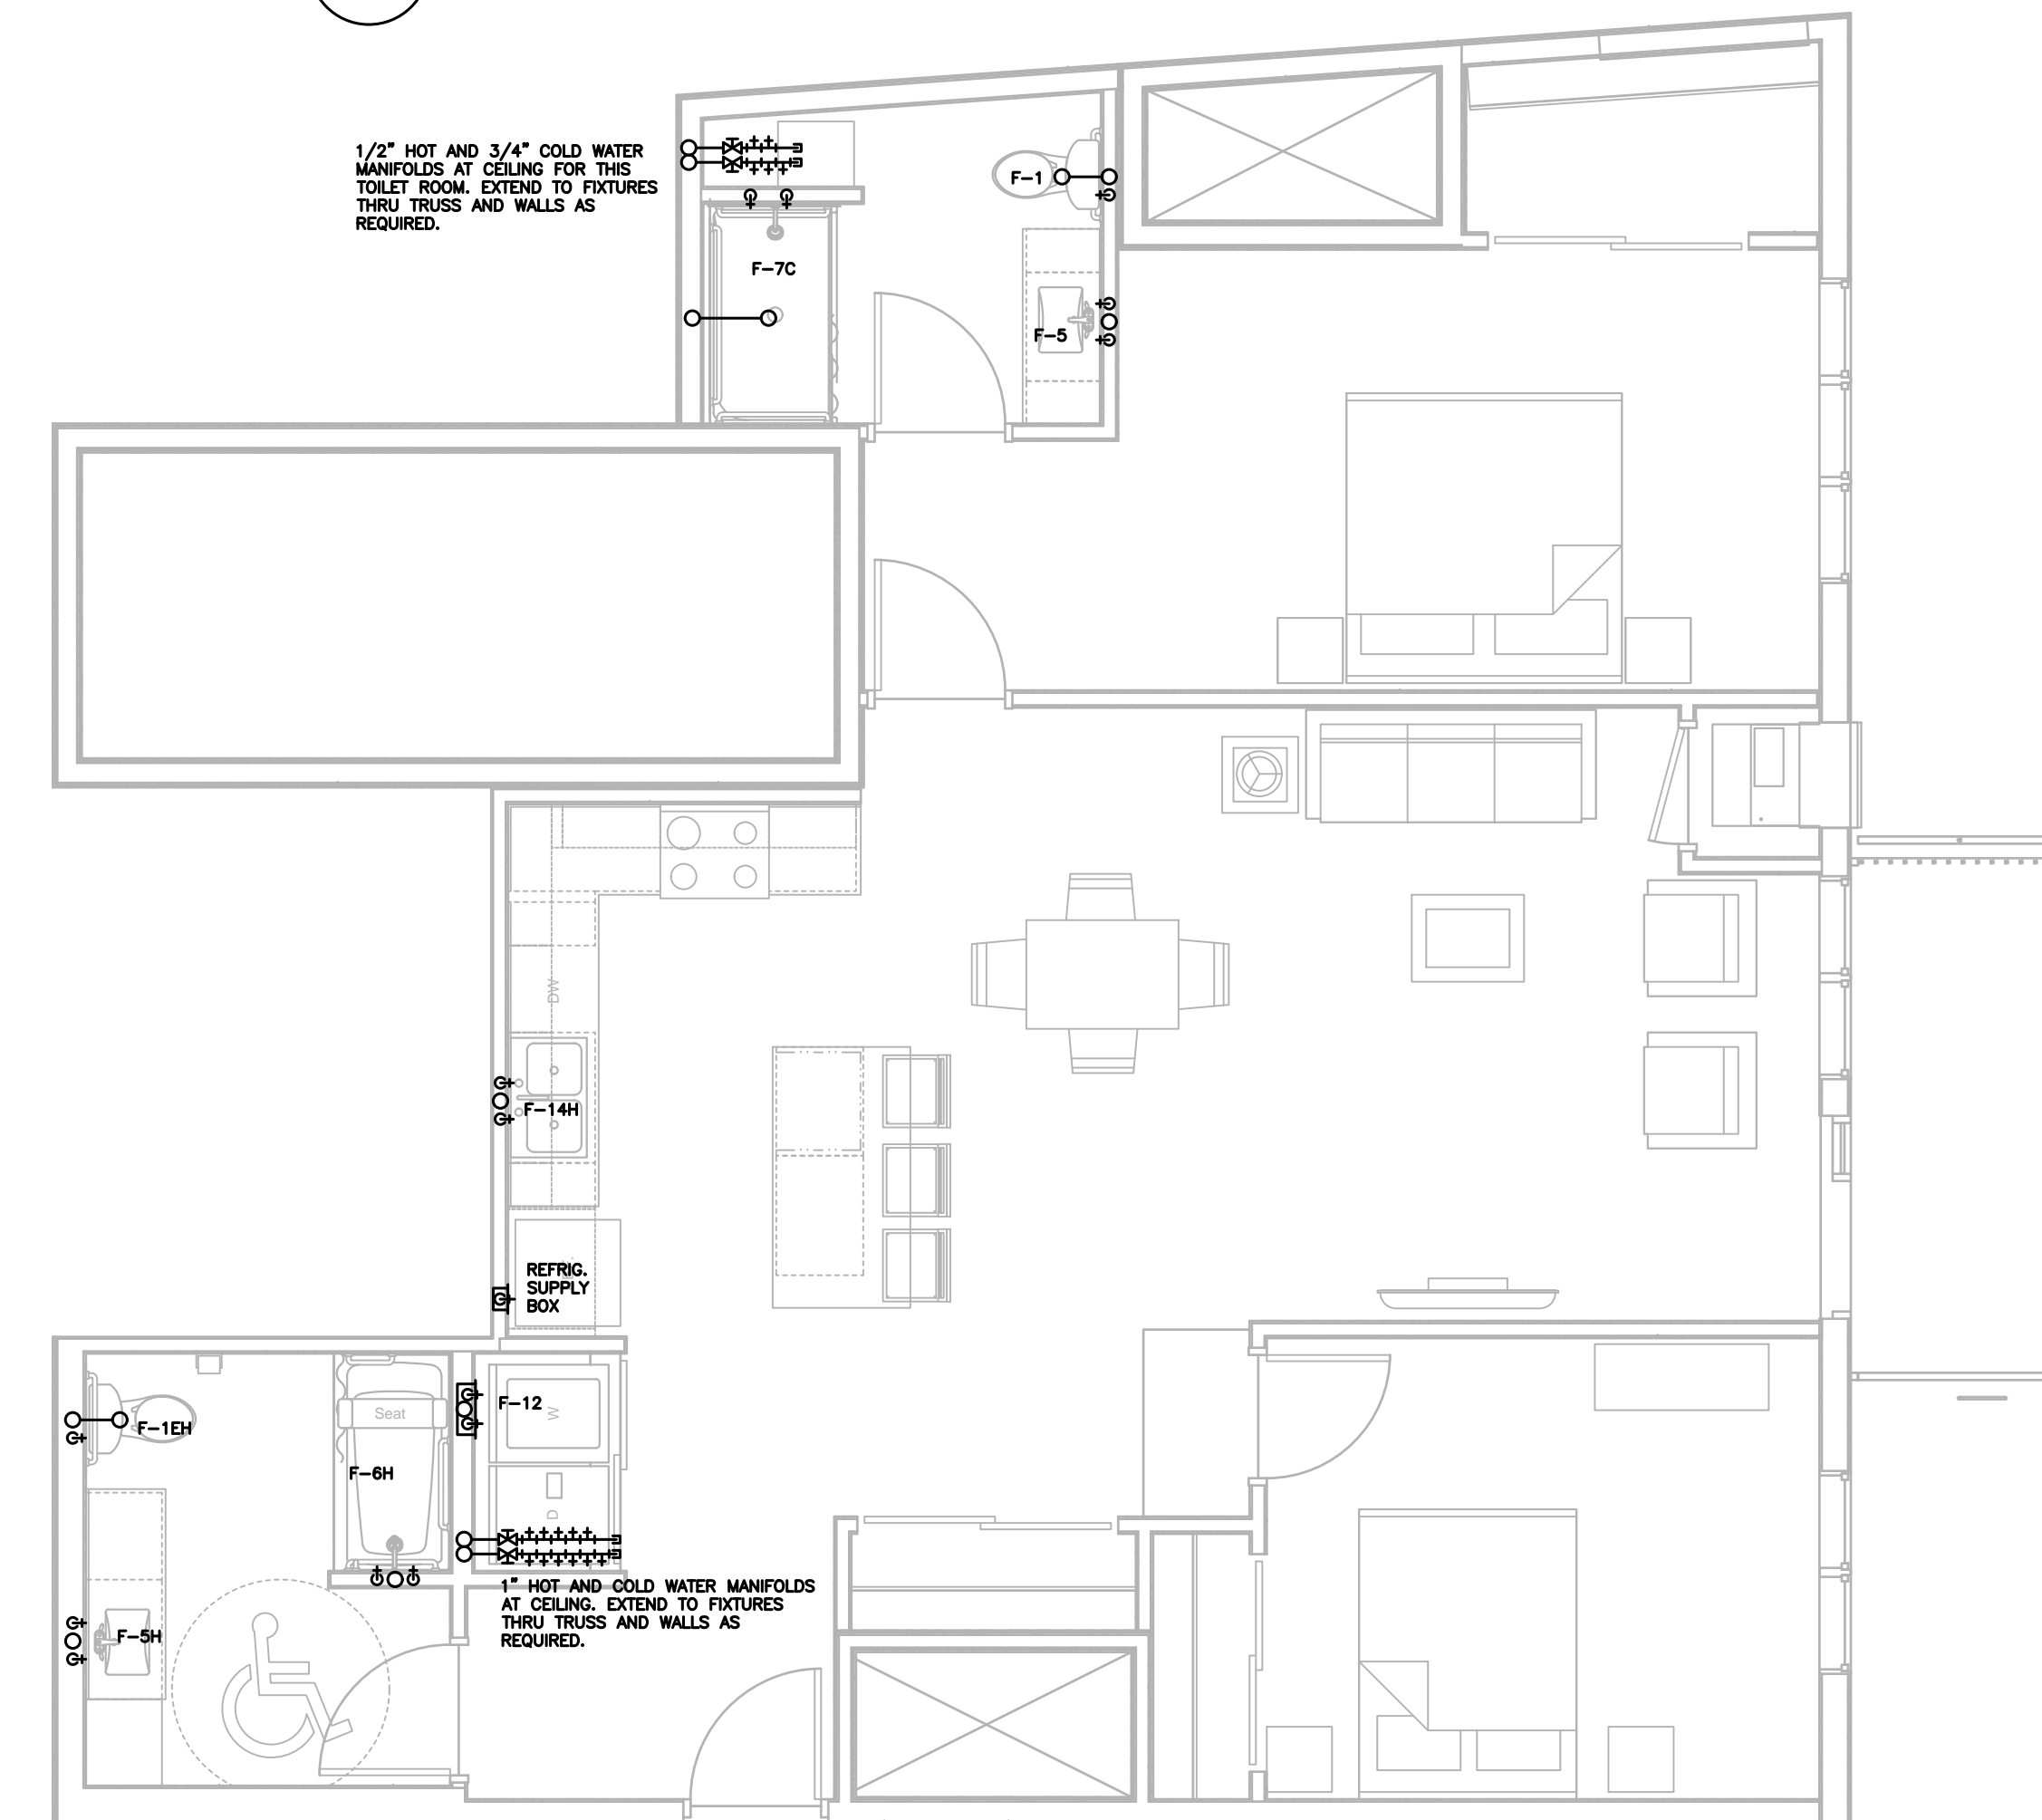 1/2" HOT AND 3/4" COLD WATER
MANIFOLDS AT CEILING FOR THIS
TOILET ROOM. EXTEND TO FIXTURES
THRU TRUSS AND WALLS AS
REQUIRED.
F-1
F-7C
F-5
DW
F-14H
REFRIG.
SUPPLY
BOX
F-12
W
Seat
F-1EH
F-6H
D
1" HOT AND COLD WATER MANIFOLDS
AT CEILING. EXTEND TO FIXTURES
THRU TRUSS AND WALLS AS
REQUIRED.
F-5H